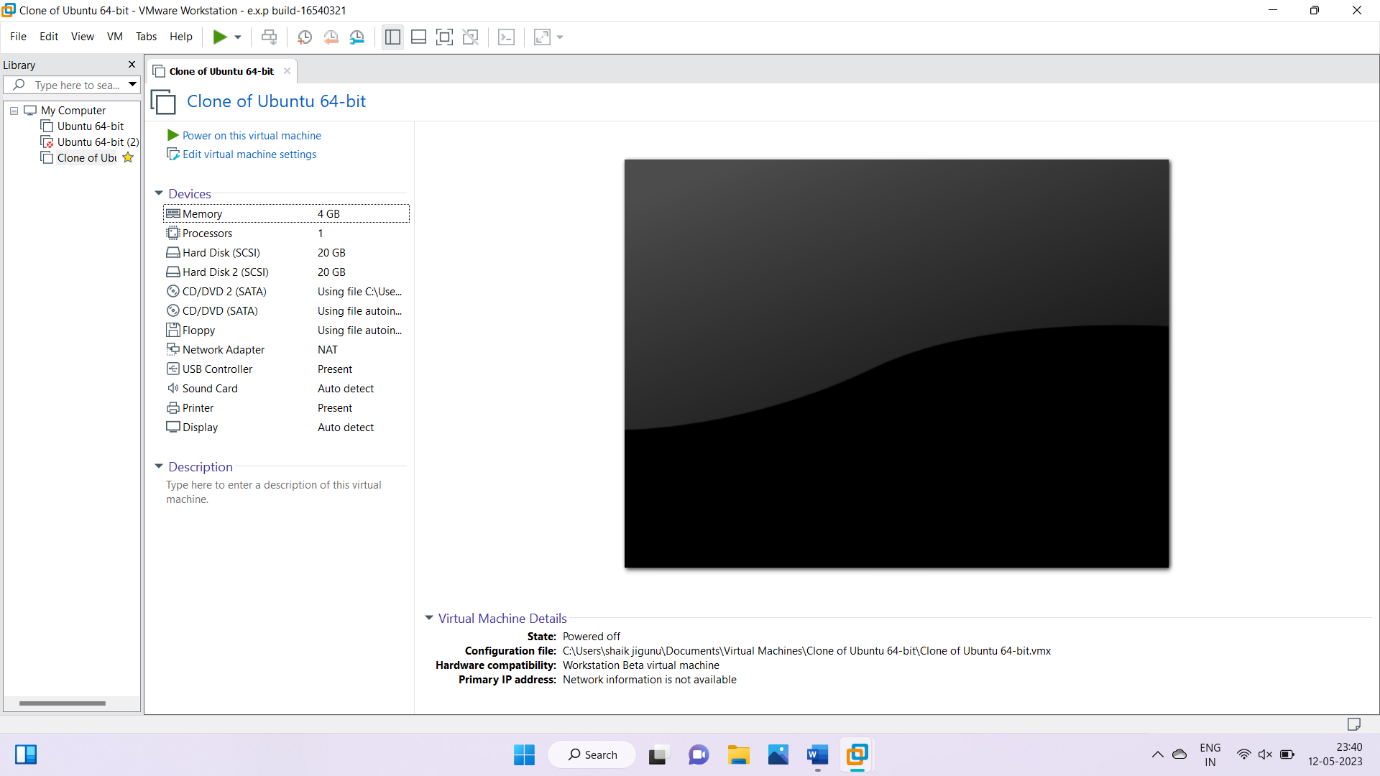 Clone of Ubuntu 64-bit - VMware Workstation - e.x.p build-16540321
File Edit View VM Tabs Help
Library
Type here to sea...
My Computer
Ubuntu 64-bit
Ubuntu 64-bit (2)
Clone of Ubu
Clone of Ubuntu 64-bit
Clone of Ubuntu 64-bit
Power on this virtual machine
Edit virtual machine settings
Devices
Memory 4 GB
Processors 1
Hard Disk (SCSI) 20 GB
Hard Disk 2 (SCSI) 20 GB
CD/DVD 2 (SATA) Using file C:\Use...
CD/DVD (SATA) Using file autoin...
Floppy Using file autoin...
Network Adapter NAT
USB Controller Present
Sound Card Auto detect
Printer Present
Display Auto detect
Description
Type here to enter a description of this virtual
machine.
Virtual Machine Details
State: Powered off
Configuration file: C:\Users\shaik jigunu\Documents\Virtual Machines\Clone of Ubuntu 64-bit\Clone of Ubuntu 64-bit.vmx
Hardware compatibility: Workstation Beta virtual machine
Primary IP address: Network information is not available
Search
ENG
IN
23:40
12-05-2023